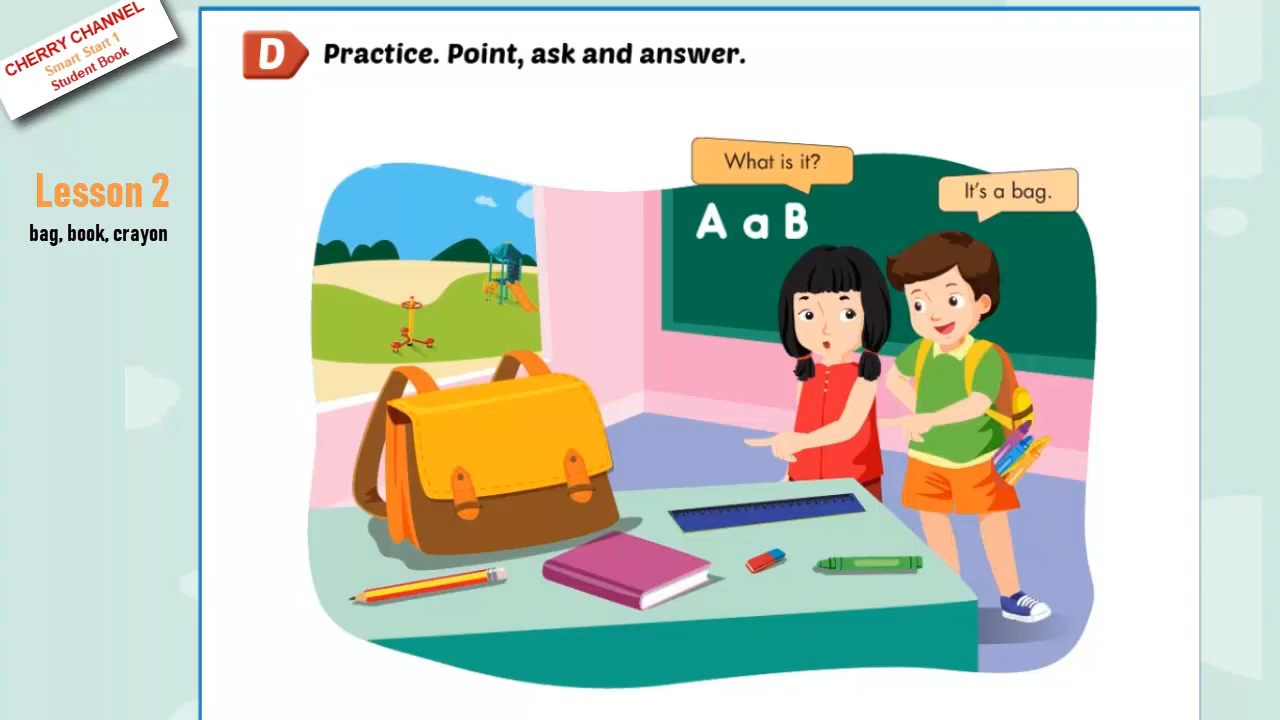 CHERRY CHANNEL
Smart Start 1
Student Book
Lesson 2
bag, book, crayon
D Practice. Point, ask and answer.
What is it?
It's a bag.
A a B